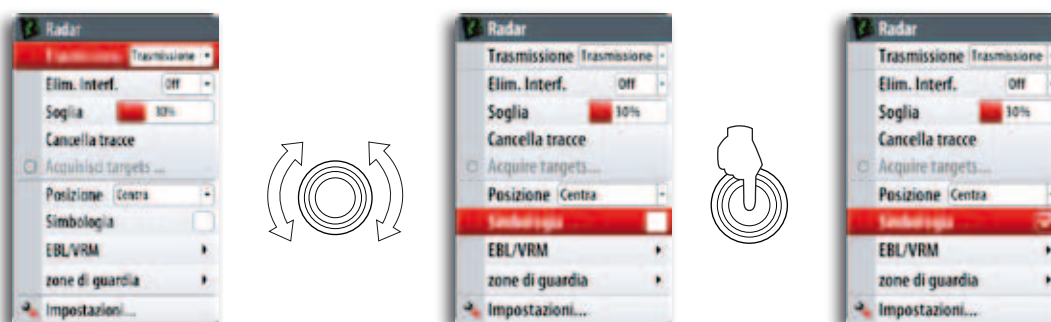 Radar
Trasmissione Trasmissione
Elim. Interf. Off
Soglia 30%
Cancella tracce
Acquisisci targets ...
Posizione Centra
Simbologia
EBL/VRM
zone di guardia
Impostazioni...
Radar
Trasmissione Trasmissione
Elim. Interf. Off
Soglia 30%
Cancella tracce
Acquire targets...
Posizione Centra
Simbologia
EBL/VRM
zone di guardia
Impostazioni...
Radar
Trasmissione Trasmissione
Elim. Interf. Off
Soglia 30%
Cancella tracce
Acquire targets...
Posizione Centra
Simbologia
EBL/VRM
zone di guardia
Impostazioni...